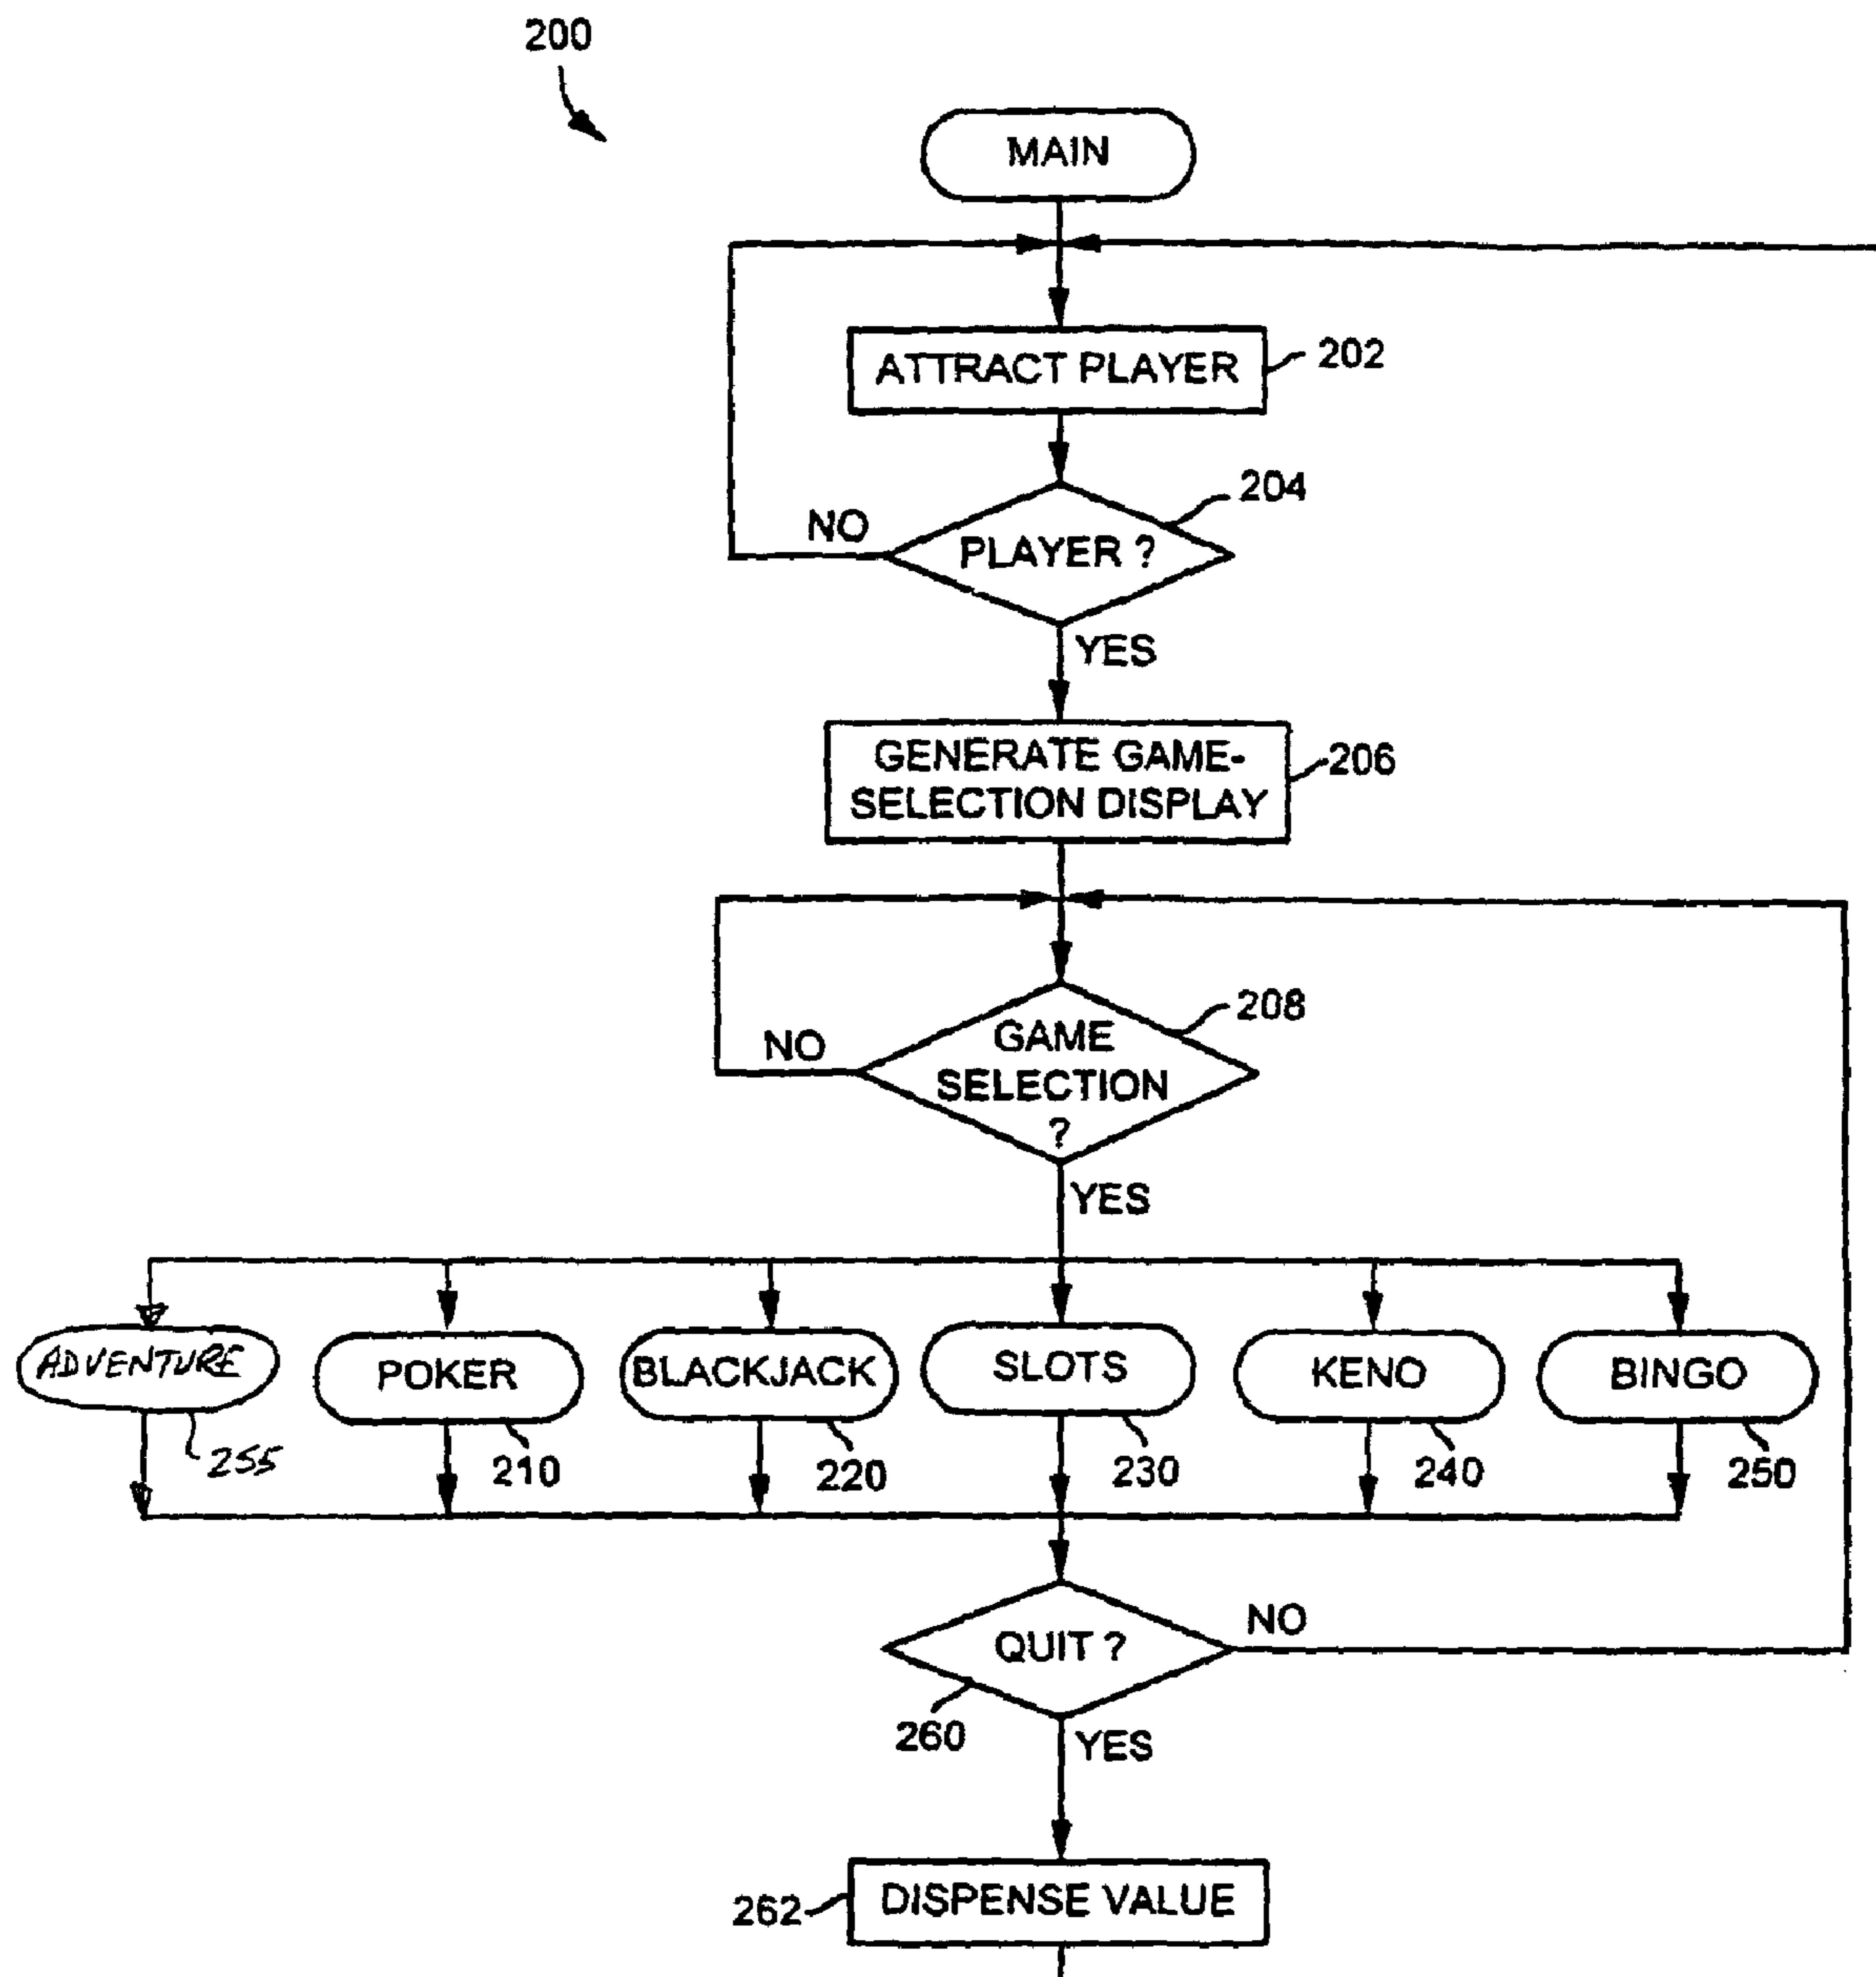 200
MAIN
ATTRACT PLAYER
202
204
NO
PLAYER ?
YES
GENERATE GAME-
SELECTION DISPLAY
206
208
NO
GAME
SELECTION
?
YES
ADVENTURE
POKER
BLACKJACK
SLOTS
KENO
BINGO
255
210
220
230
240
250
QUIT ?
NO
260
YES
262
DISPENSE VALUE